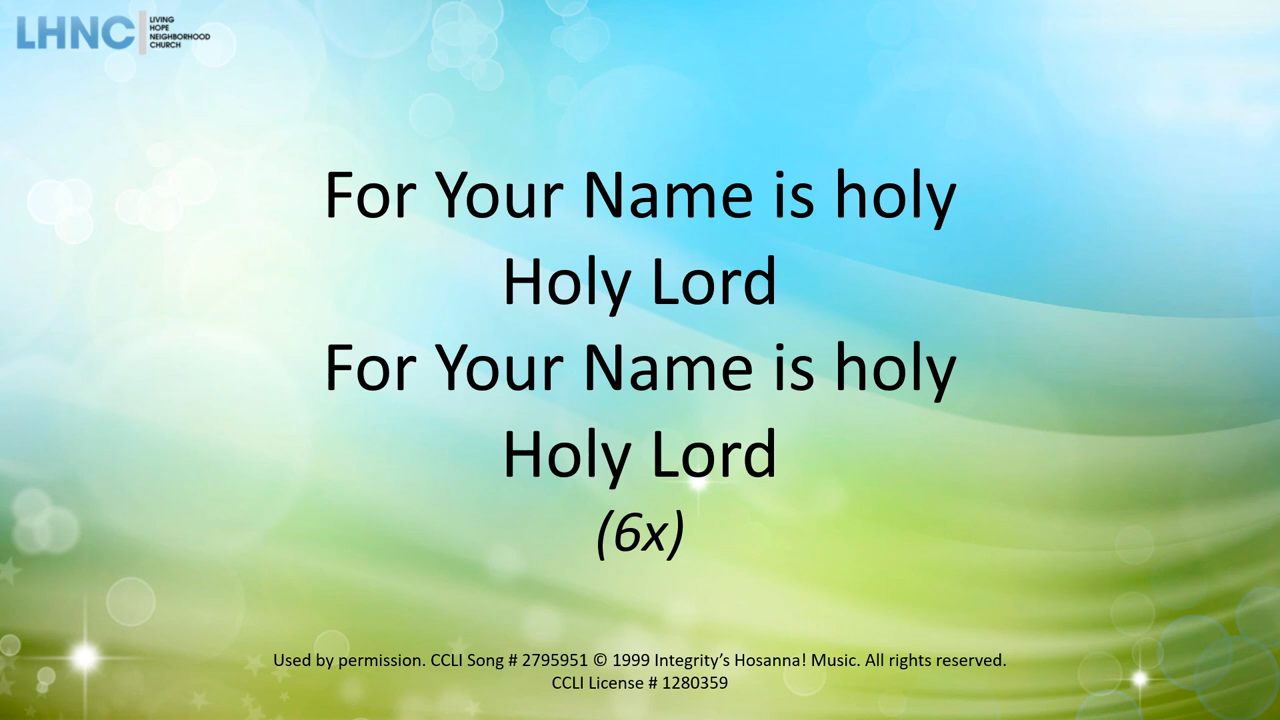 LHNC
LIVING
HOPE
NEIGHBORHOOD
CHURCH
For Your Name is holy
Holy Lord
For Your Name is holy
Holy Lord
(6x)
Used by permission. CCLI Song # 2795951 © 1999 Integrity’s Hosanna! Music. All rights reserved.
CCLI License # 1280359